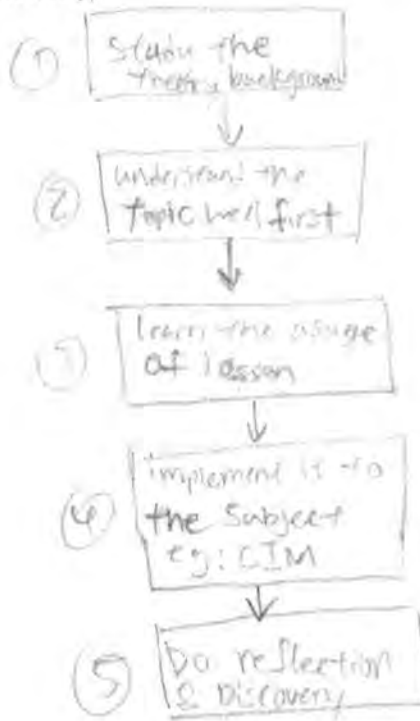 ①
Study the
theory background
②
understand the
topic well first
③
learn the usage
of lesson
④
implement it to
the subject
eg: CIM
⑤
Do reflection
& Discovery